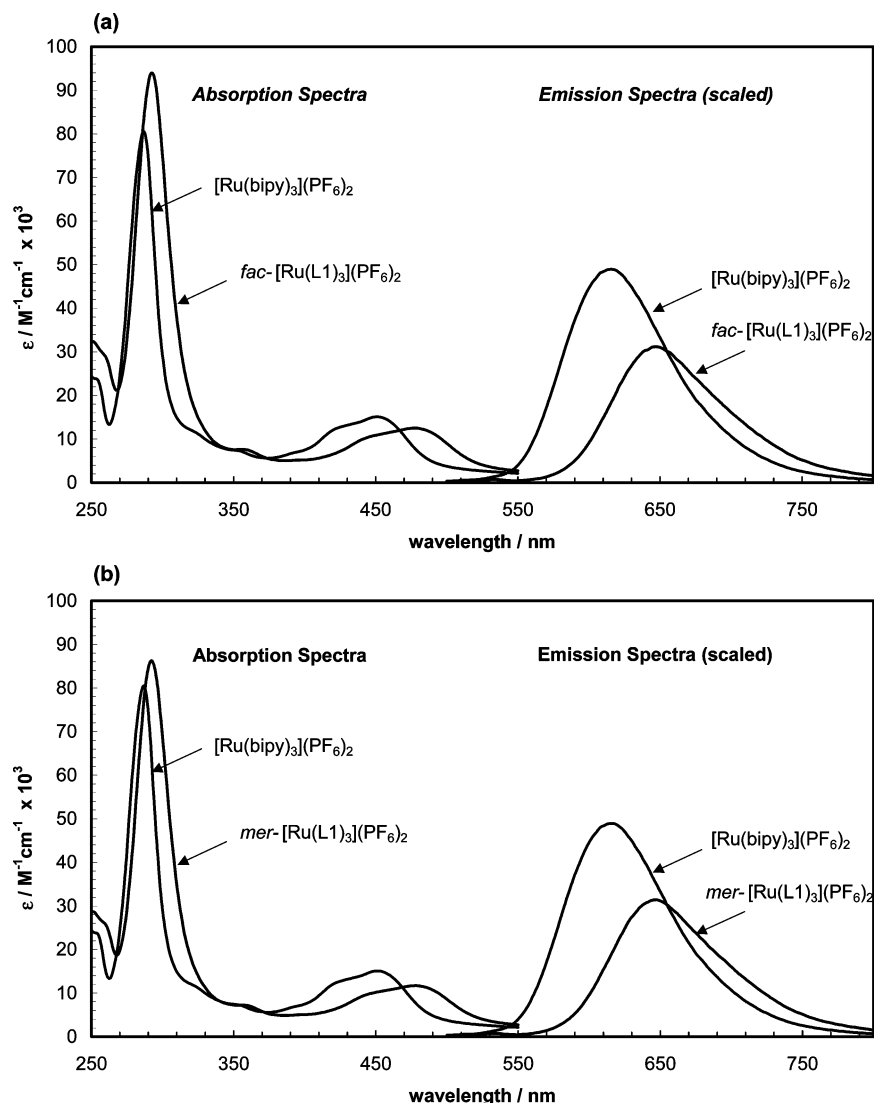 (a)
100
90
80
70
60
50
40
30
20
10
0
ε / M⁻¹cm⁻¹ x 10³
Absorption Spectra
Emission Spectra (scaled)
[Ru(bipy)₃](PF₆)₂
fac-[Ru(L1)₃](PF₆)₂
[Ru(bipy)₃](PF₆)₂
fac-[Ru(L1)₃](PF₆)₂
250 350 450 550 650 750
wavelength / nm
(b)
100
90
80
70
60
50
40
30
20
10
0
ε / M⁻¹cm⁻¹ x 10³
Absorption Spectra
Emission Spectra (scaled)
[Ru(bipy)₃](PF₆)₂
mer-[Ru(L1)₃](PF₆)₂
[Ru(bipy)₃](PF₆)₂
mer-[Ru(L1)₃](PF₆)₂
250 350 450 550 650 750
wavelength / nm